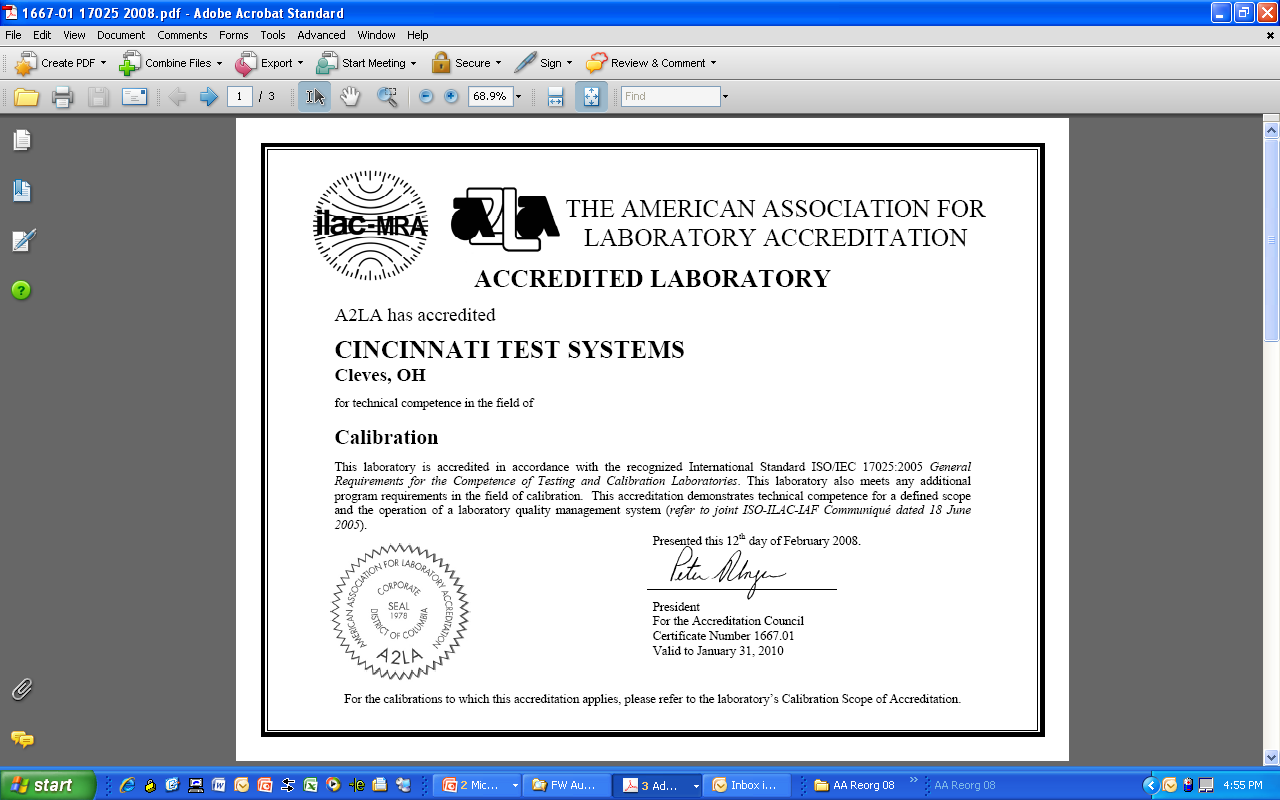 1667-01 17025 2008.pdf - Adobe Acrobat Standard
File Edit View Document Comments Forms Tools Advanced Window Help
Create PDF Combine Files Export Start Meeting Secure Sign Review & Comment
1 / 3 68.9% Find
ilac-MRA
A2LA
THE AMERICAN ASSOCIATION FOR
LABORATORY ACCREDITATION
ACCREDITED LABORATORY
A2LA has accredited
CINCINNATI TEST SYSTEMS
Cleves, OH
for technical competence in the field of
Calibration
This laboratory is accredited in accordance with the recognized International Standard ISO/IEC 17025:2005 General
Requirements for the Competence of Testing and Calibration Laboratories. This laboratory also meets any additional
program requirements in the field of calibration. This accreditation demonstrates technical competence for a defined scope
and the operation of a laboratory quality management system (refer to joint ISO-ILAC-IAF Communiqué dated 18 June
2005).
Presented this 12th day of February 2008.
President
For the Accreditation Council
Certificate Number 1667.01
Valid to January 31, 2010
AMERICAN ASSOCIATION FOR LABORATORY ACCREDITATION
CORPORATE
SEAL
1978
DISTRICT OF COLUMBIA
A2LA
For the calibrations to which this accreditation applies, please refer to the laboratory's Calibration Scope of Accreditation.
start 2 Mic... FW Au... 3 Ad... Inbox i... AA Reorg 08 AA Reorg 08 4:55 PM